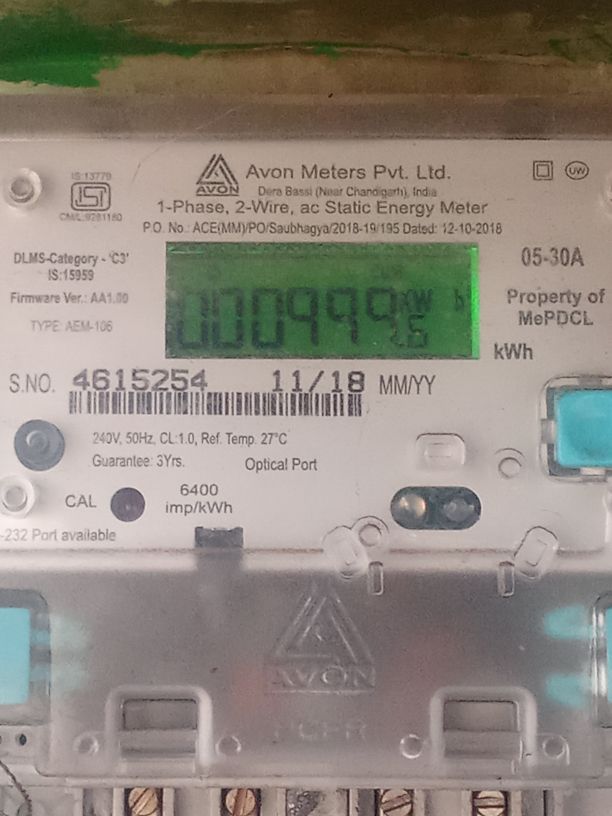 IS:13779
ISI
CM/L:9281180
AVON
Avon Meters Pvt. Ltd.
Dera Bassi (Near Chandigarh), India
UW
1-Phase, 2-Wire, ac Static Energy Meter
P.O. No.: ACE(MM)/PO/Saubhagya/2018-19/195 Dated: 12-10-2018
DLMS-Category - 'C3'
IS:15959
Firmware Ver.: AA1.00
TYPE: AEM-106
kW h
05-30A
Property of
MePDCL
kWh
S.NO. 4615254 11/18 MM/YY
240V, 50Hz, CL:1.0, Ref. Temp. 27°C
Guarantee: 3Yrs. Optical Port
CAL
6400
imp/kWh
-232 Port available
AVON